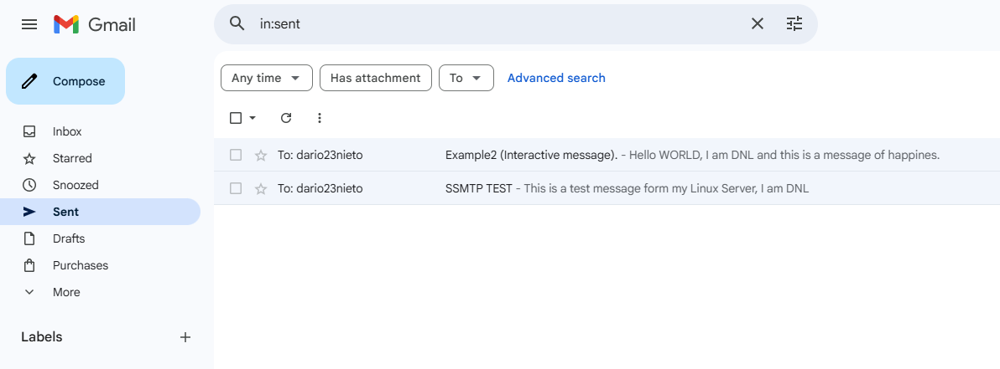 Gmail
in:sent
Compose
Any time
Has attachment
To
Advanced search
Inbox
Starred
Snoozed
Sent
Drafts
Purchases
More
Labels
To: dario23nieto
Example2 (Interactive message). - Hello WORLD, I am DNL and this is a message of happines.
To: dario23nieto
SSMTP TEST - This is a test message form my Linux Server, I am DNL